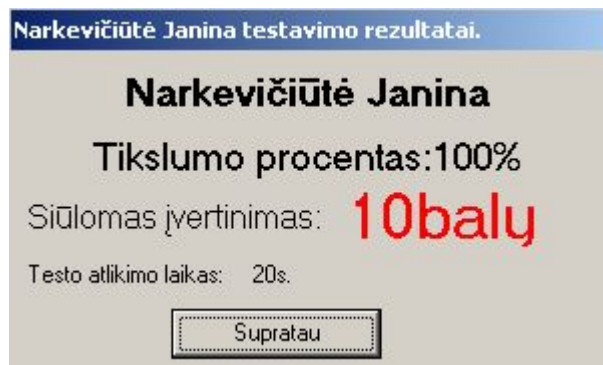 Narkevičiūtė Janina testavimo rezultatai.
Narkevičiūtė Janina
Tikslumo procentas:100%
Siūlomas įvertinimas: 10balų
Testo atlikimo laikas: 20s.
Supratau